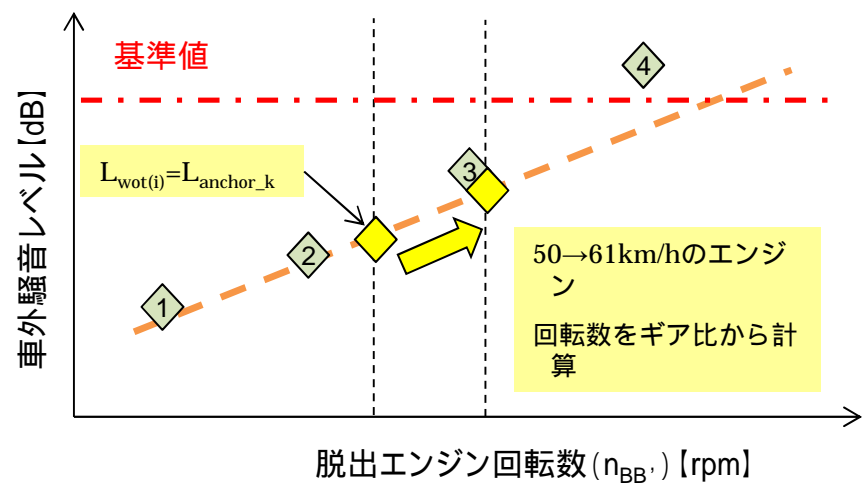 基準値
4
車外騒音レベル【dB】
Lwot(i)=Lanchor_k
3
2
1
50→61km/hのエンジ
ン
回転数をギア比から計
算
脱出エンジン回転数(nBB')【rpm】